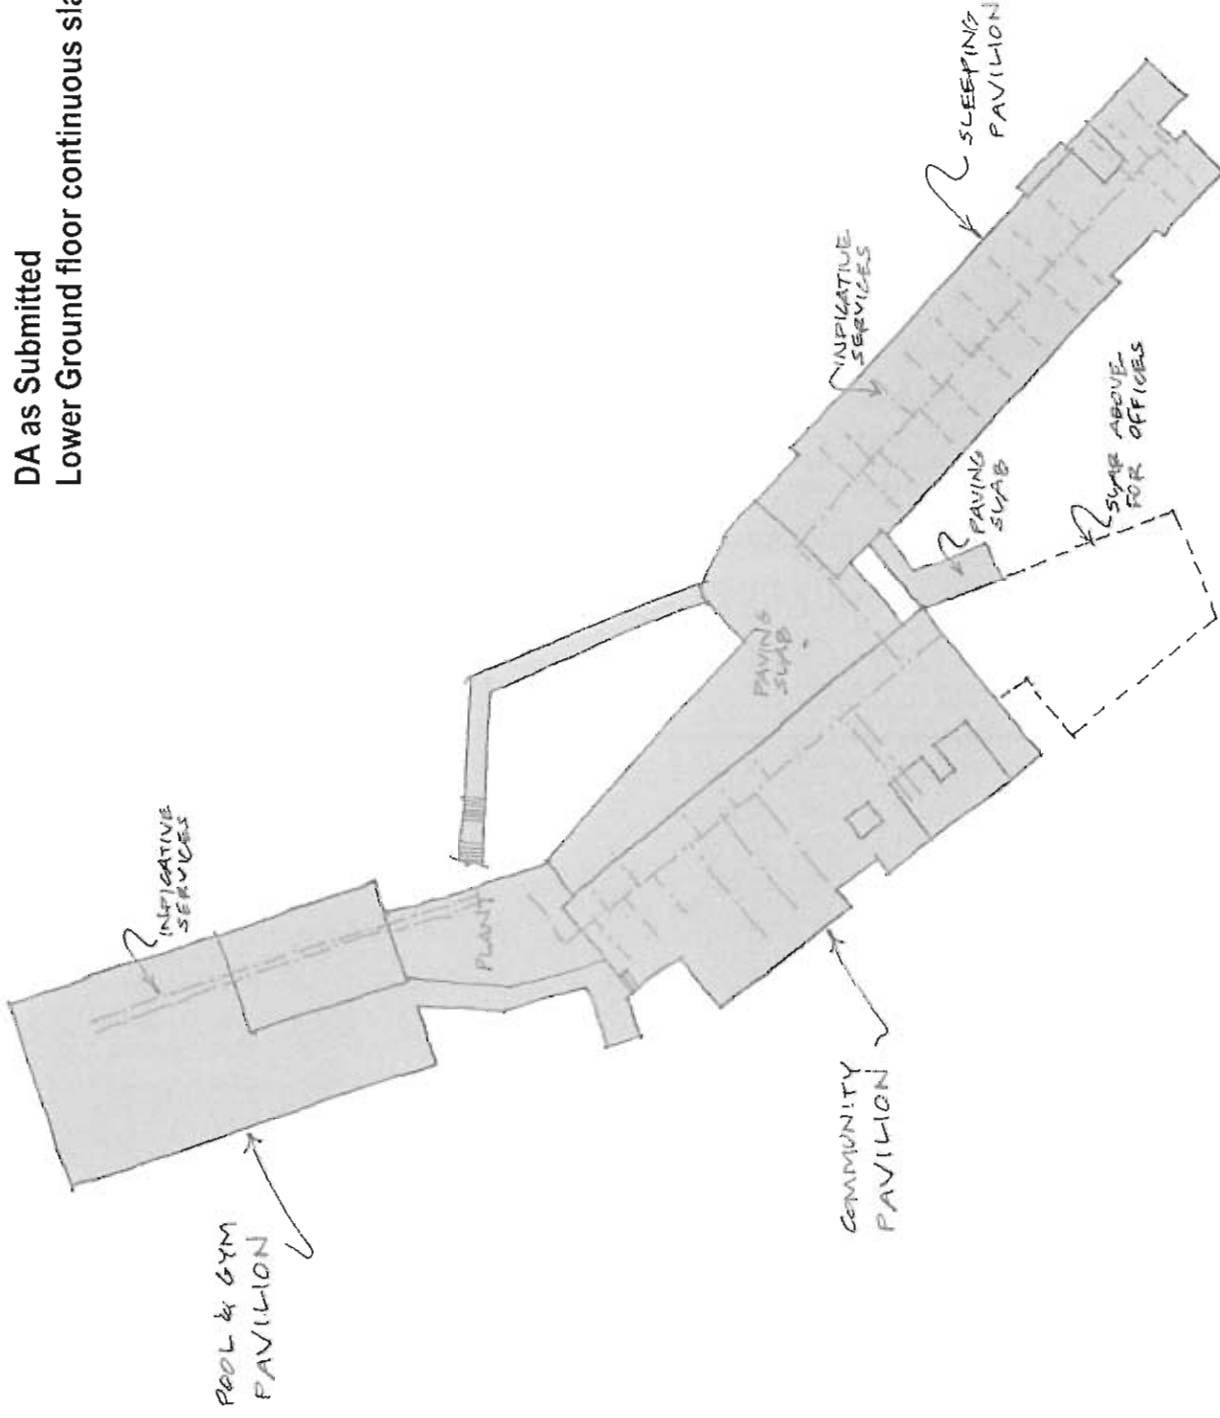 DA as Submitted
Lower Ground floor continuous sla
SLEEPING
PAVILION
INDICATIVE
SERVICES
SLAB ABOVE
FOR OFFICES
PAVING
SLAB
PAVING
SLAB
INDICATIVE
SERVICES
PLANT
COMMUNITY
PAVILION
POOL & GYM
PAVILION